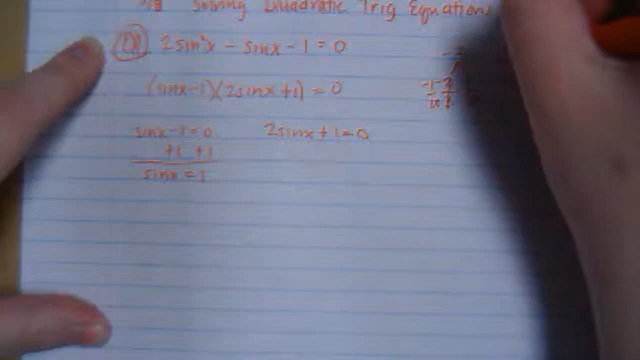 Solving Quadratic Trig Equations
2sin²x - sinx - 1 = 0
(sinx-1)(2sinx+1) = 0
sinx-1=0 2sinx+1=0
+1 +1
sinx=1